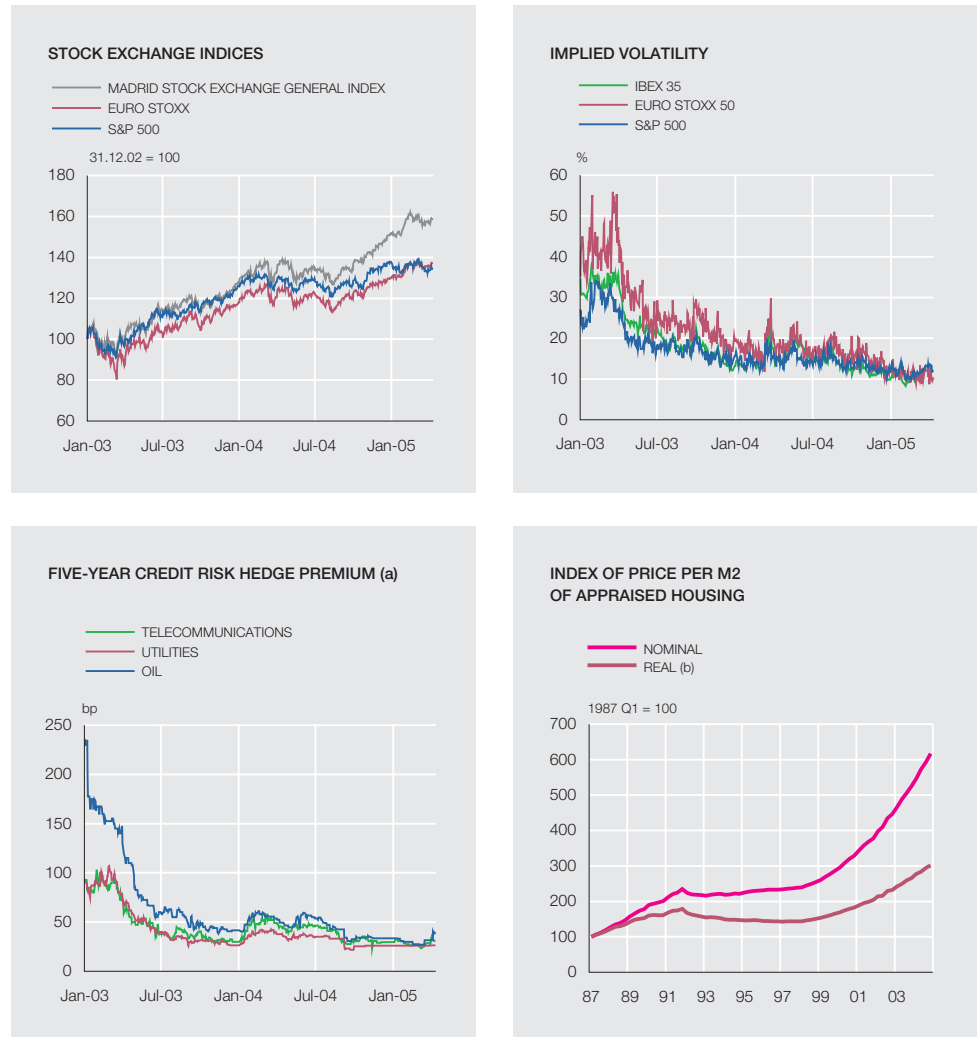 STOCK EXCHANGE INDICES
MADRID STOCK EXCHANGE GENERAL INDEX
EURO STOXX
S&P 500
31.12.02 = 100
180
160
140
120
100
80
60
Jan-03 Jul-03 Jan-04 Jul-04 Jan-05
IMPLIED VOLATILITY
IBEX 35
EURO STOXX 50
S&P 500
%
60
50
40
30
20
10
0
Jan-03 Jul-03 Jan-04 Jul-04 Jan-05
FIVE-YEAR CREDIT RISK HEDGE PREMIUM (a)
TELECOMMUNICATIONS
UTILITIES
OIL
bp
250
200
150
100
50
0
Jan-03 Jul-03 Jan-04 Jul-04 Jan-05
INDEX OF PRICE PER M2
OF APPRAISED HOUSING
NOMINAL
REAL (b)
1987 Q1 = 100
700
600
500
400
300
200
100
0
87 89 91 93 95 97 99 01 03